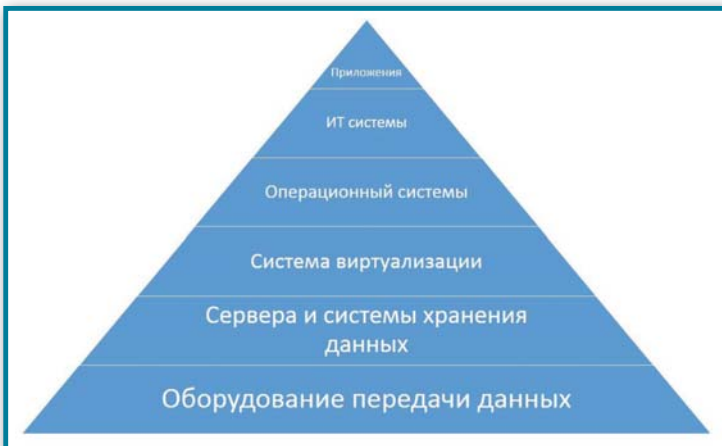 Приложения
ИТ системы
Операционный системы
Система виртуализации
Сервера и системы хранения
данных
Оборудование передачи данных